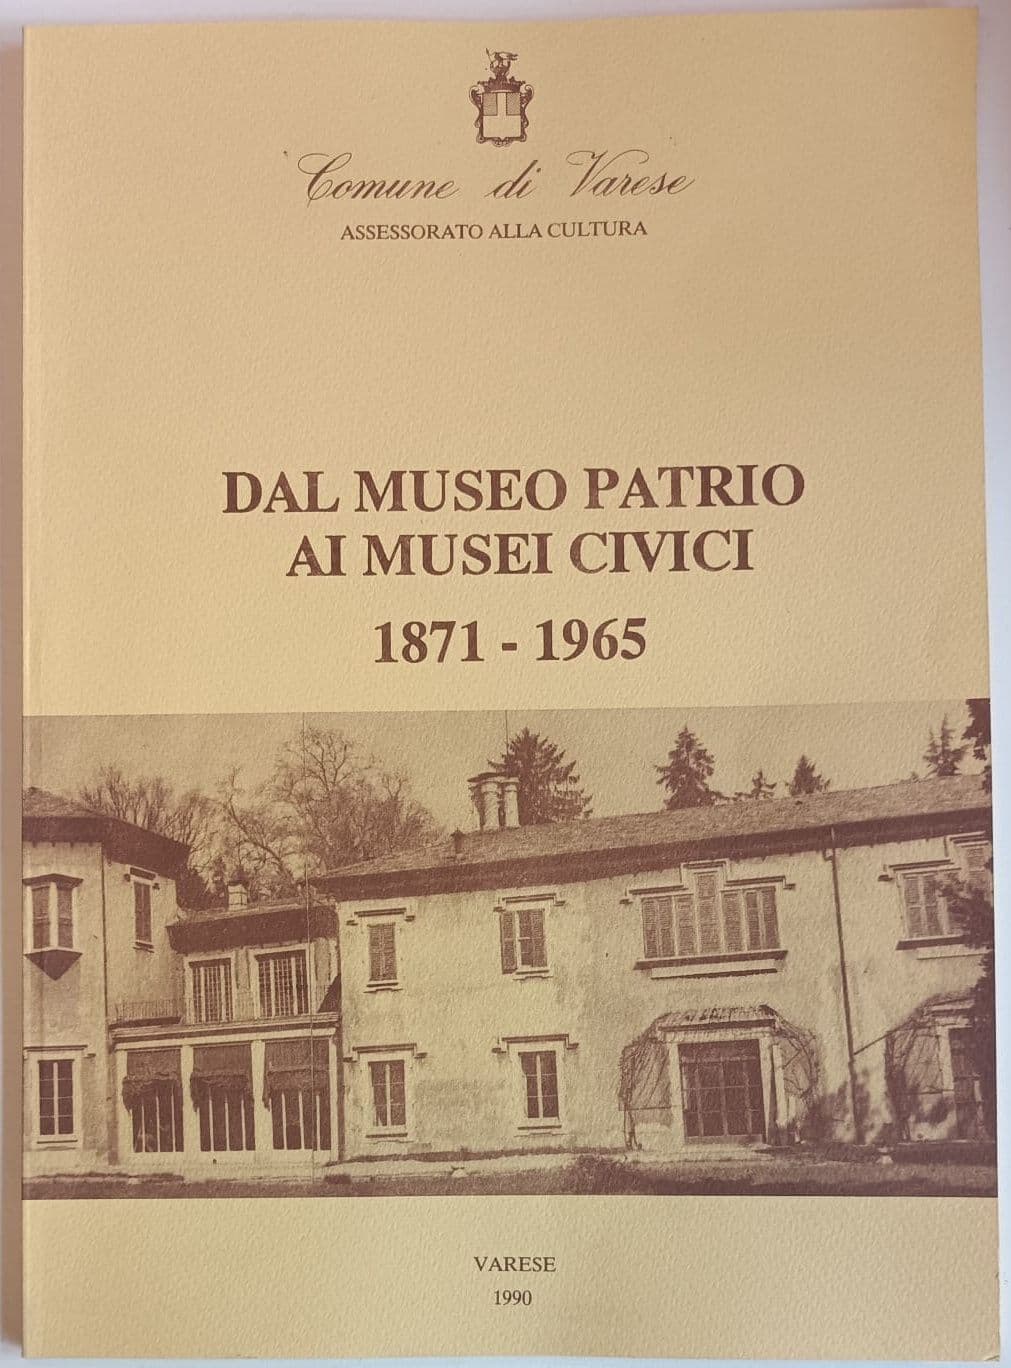 Comune di Varese
ASSESSORATO ALLA CULTURA
DAL MUSEO PATRIO
AI MUSEI CIVICI
1871 - 1965
VARESE
1990